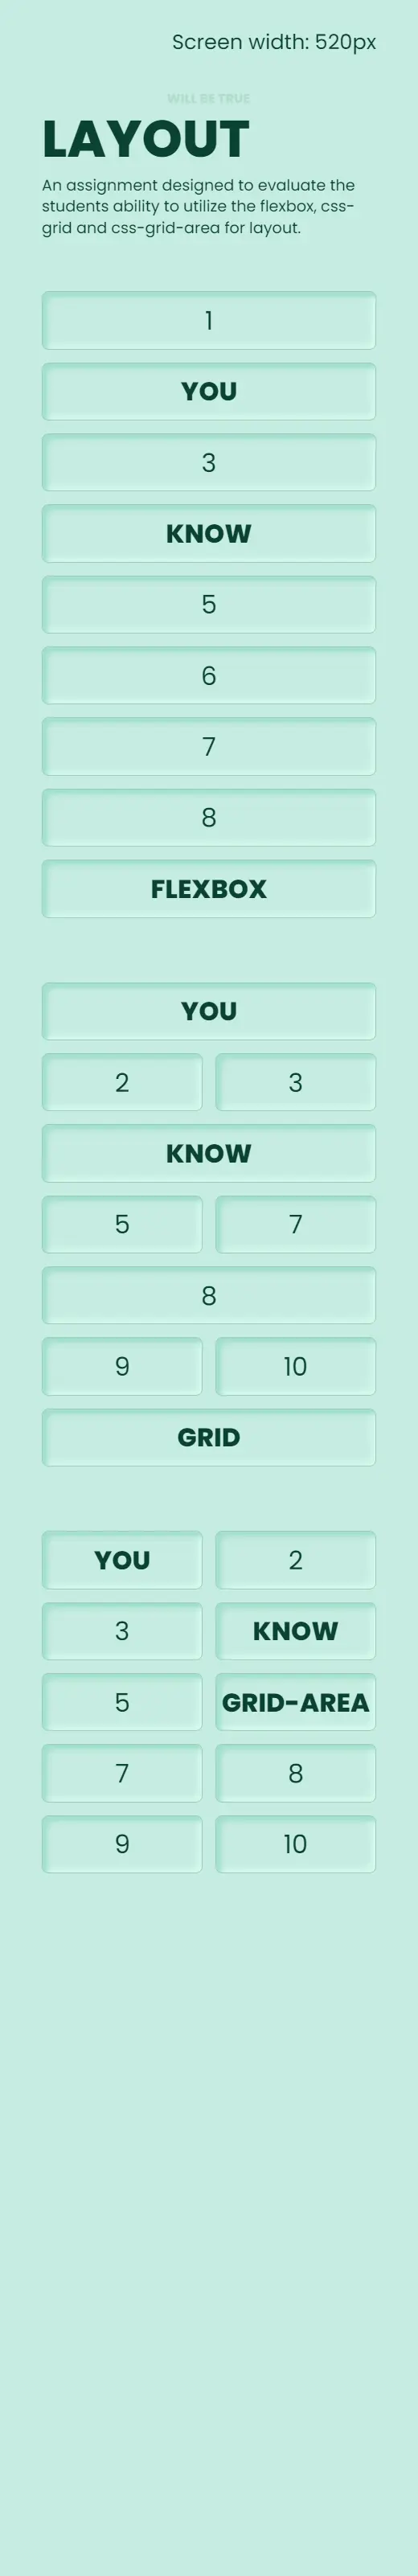 Screen width: 520px
WILL BE TRUE
LAYOUT
An assignment designed to evaluate the
students ability to utilize the flexbox, css-
grid and css-grid-area for layout.
1
YOU
3
KNOW
5
6
7
8
FLEXBOX
YOU
2 3
KNOW
5 7
8
9 10
GRID
YOU 2
3 KNOW
5 GRID-AREA
7 8
9 10